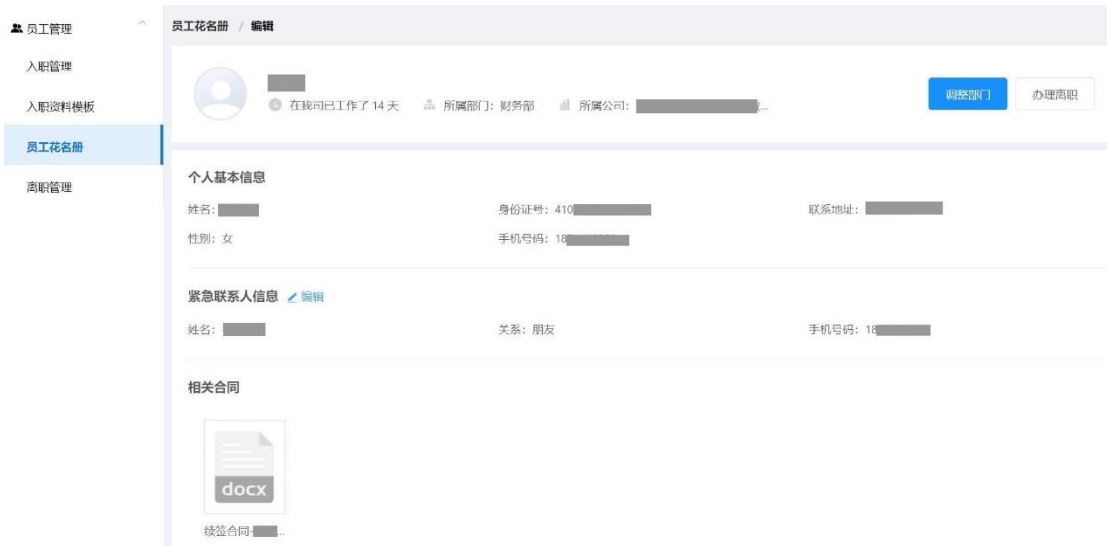 员工管理
入职管理
入职资料模板
员工花名册
离职管理
员工花名册 / 编辑
在我司已工作了 14 天 所属部门：财务部 所属公司： ...
调整部门 办理离职
个人基本信息
姓名： 身份证号：410 联系地址：
性别：女 手机号码：18
紧急联系人信息 编辑
姓名： 关系：朋友 手机号码：18
相关合同
docx
续签合同- ...